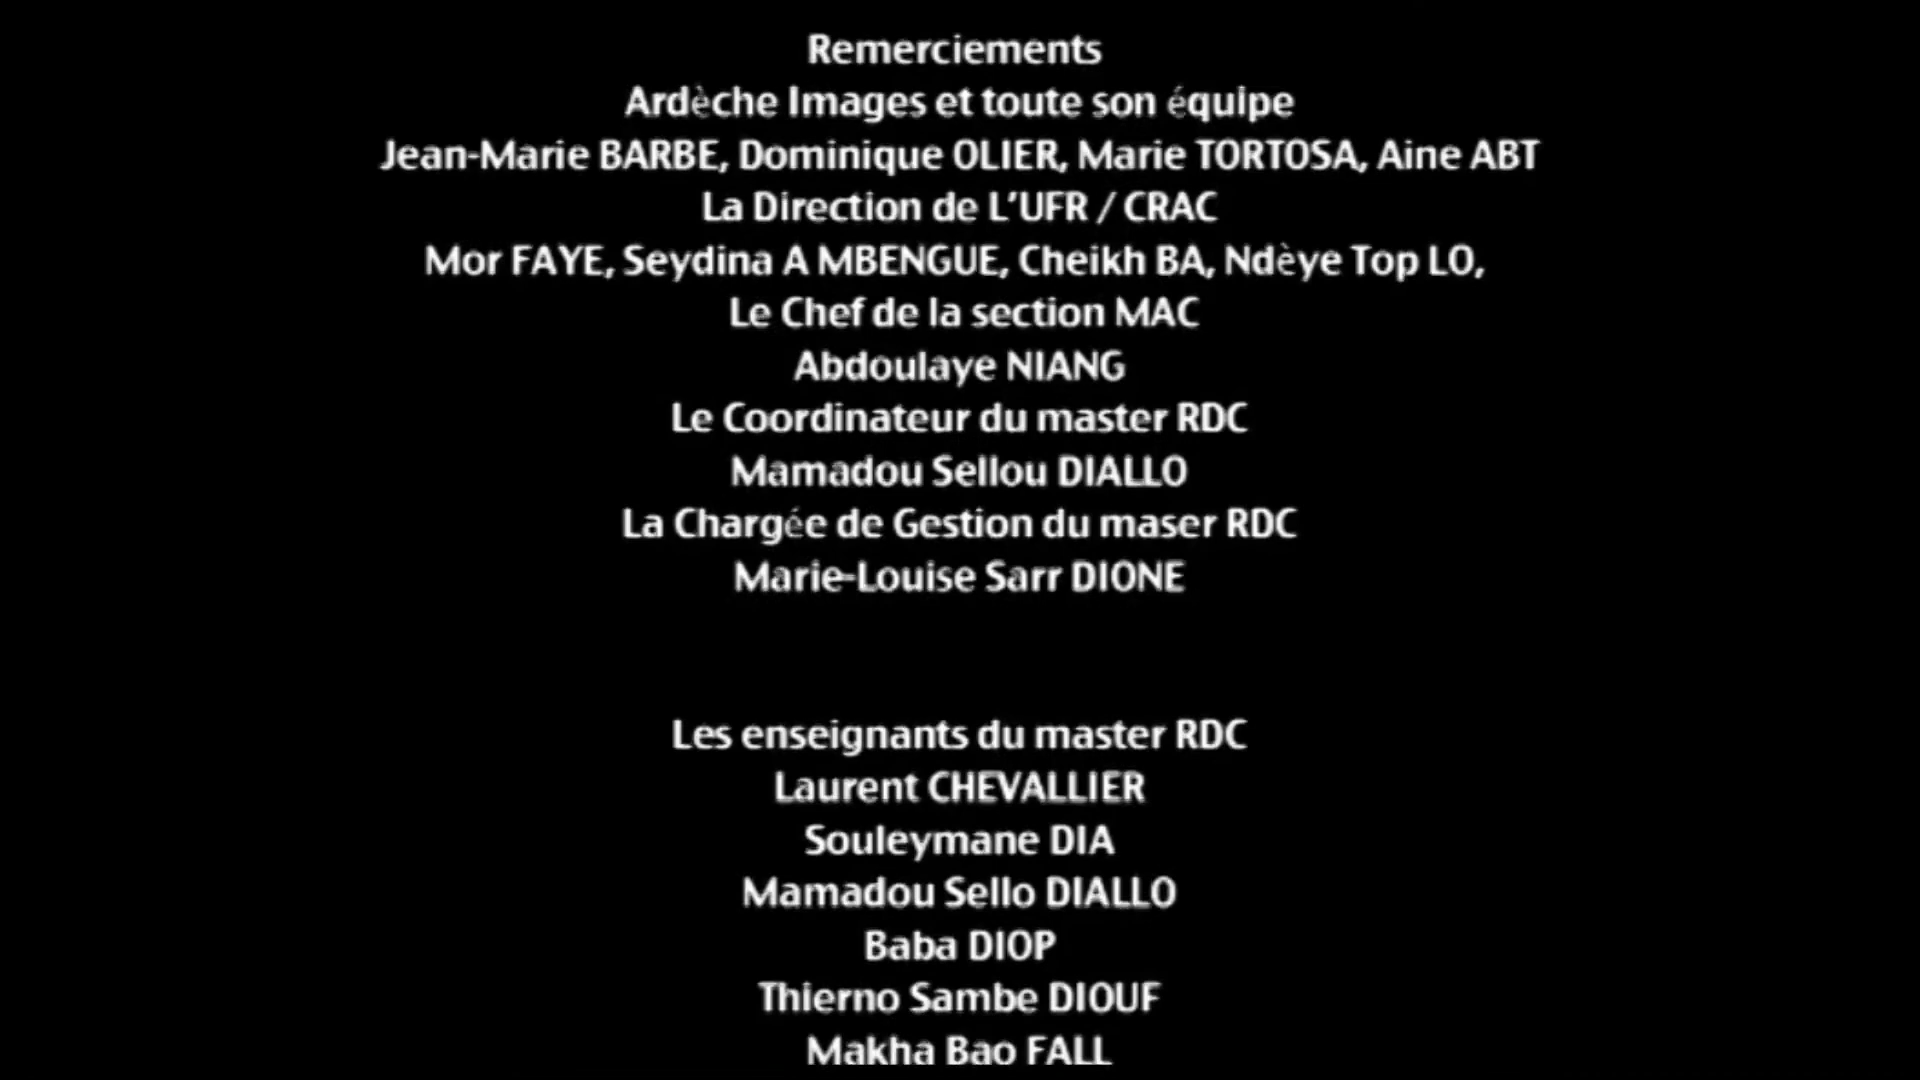 Remerciements
Ardèche Images et toute son équipe
Jean-Marie BARBE, Dominique OLIER, Marie TORTOSA, Aine ABT
La Direction de L'UFR / CRAC
Mor FAYE, Seydina A MBENGUE, Cheikh BA, Ndèye Top LO,
Le Chef de la section MAC
Abdoulaye NIANG
Le Coordinateur du master RDC
Mamadou Sellou DIALLO
La Chargée de Gestion du maser RDC
Marie-Louise Sarr DIONE
Les enseignants du master RDC
Laurent CHEVALLIER
Souleymane DIA
Mamadou Sello DIALLO
Baba DIOP
Thierno Sambe DIOUF
Makha Bao FALL